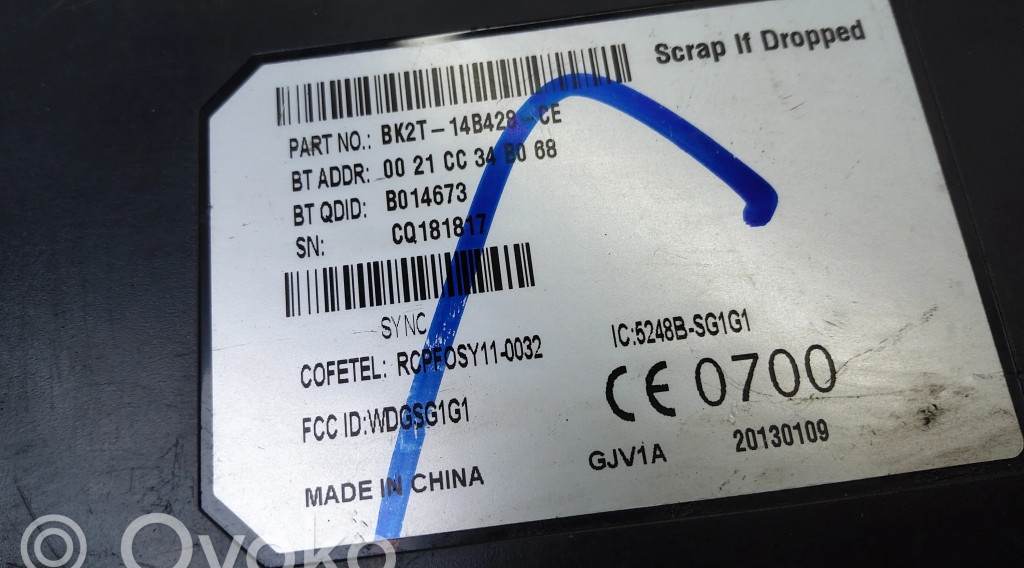 Scrap If Dropped
PART NO.: BK2T-14B428-CE
BT ADDR: 00 21 CC 34 B0 68
BT QDID: B014673
SN: CQ181817
SYNC
COFETEL: RCPFOSY11-0032
IC:5248B-SG1G1
CE 0700
FCC ID:WDGSG1G1
GJV1A
20130109
MADE IN CHINA
Ovoko